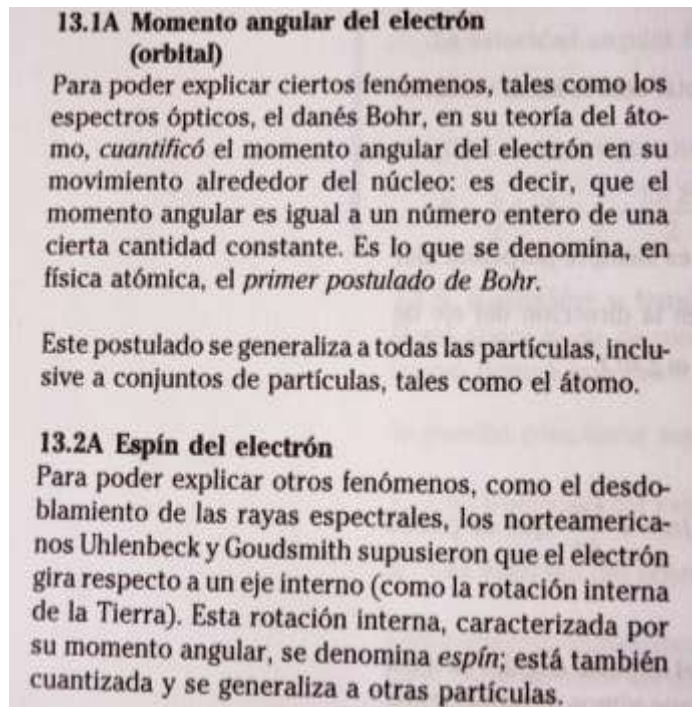 13.1A Momento angular del electrón
(orbital)
Para poder explicar ciertos fenómenos, tales como los
espectros ópticos, el danés Bohr, en su teoría del áto-
mo, cuantificó el momento angular del electrón en su
movimiento alrededor del núcleo: es decir, que el
momento angular es igual a un número entero de una
cierta cantidad constante. Es lo que se denomina, en
física atómica, el primer postulado de Bohr.
Este postulado se generaliza a todas las partículas, inclu-
sive a conjuntos de partículas, tales como el átomo.
13.2A Espín del electrón
Para poder explicar otros fenómenos, como el desdo-
blamiento de las rayas espectrales, los norteamerica-
nos Uhlenbeck y Goudsmith supusieron que el electrón
gira respecto a un eje interno (como la rotación interna
de la Tierra). Esta rotación interna, caracterizada por
su momento angular, se denomina espín; está también
cuantizada y se generaliza a otras partículas.